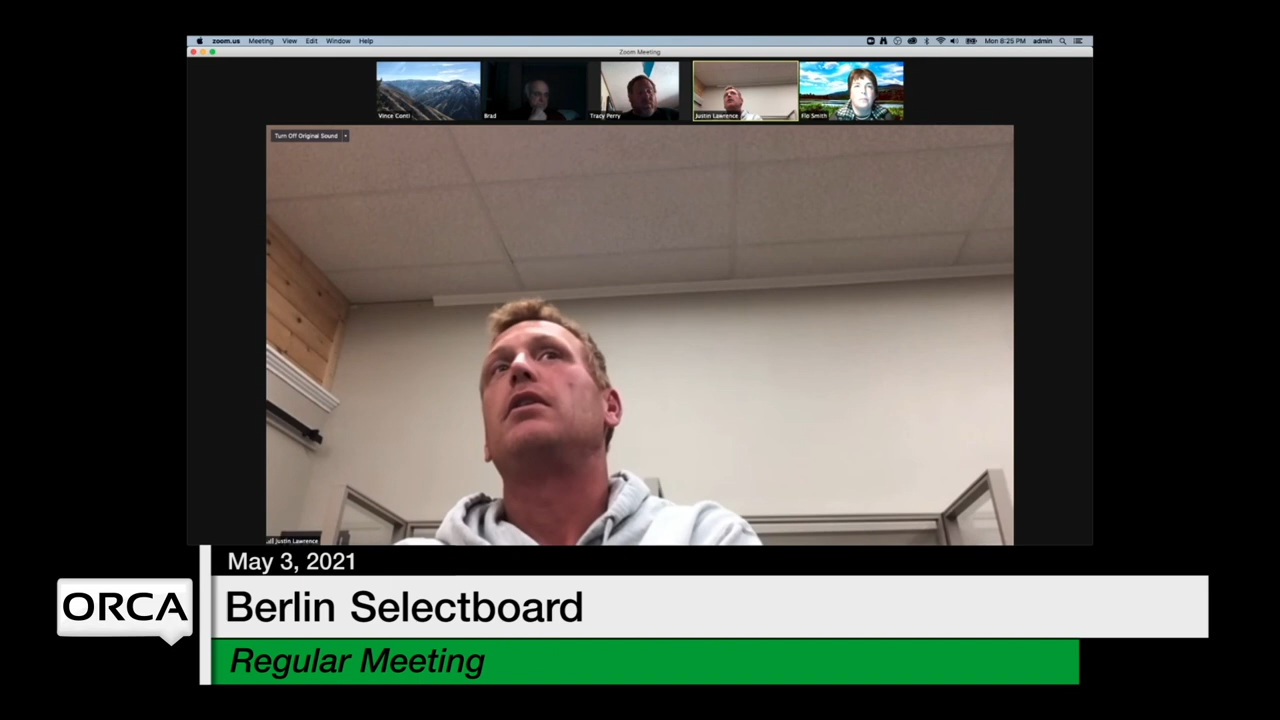 zoom.us Meeting View Edit Window Help Mon 8:25 PM admin
Zoom Meeting
Vince Conti Brad Tracy Perry Justin Lawrence Flo Smith
Turn Off Original Sound
Justin Lawrence
May 3, 2021
ORCA Berlin Selectboard
Regular Meeting